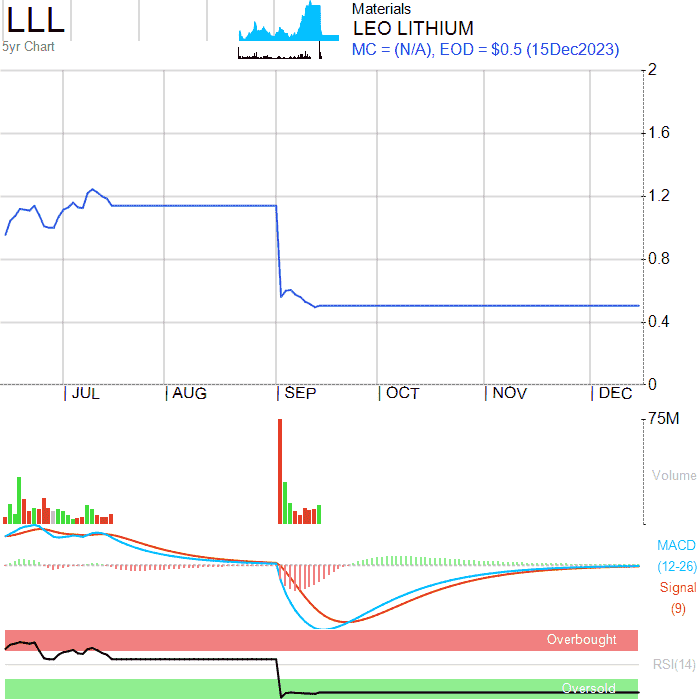 LLL
5yr Chart
Materials
LEO LITHIUM
MC = (N/A), EOD = $0.5 (15Dec2023)
2
1.6
1.2
0.8
0.4
0
JUL AUG SEP OCT NOV DEC
75M
Volume
MACD
(12-26)
Signal
(9)
Overbought
RSI(14)
Oversold